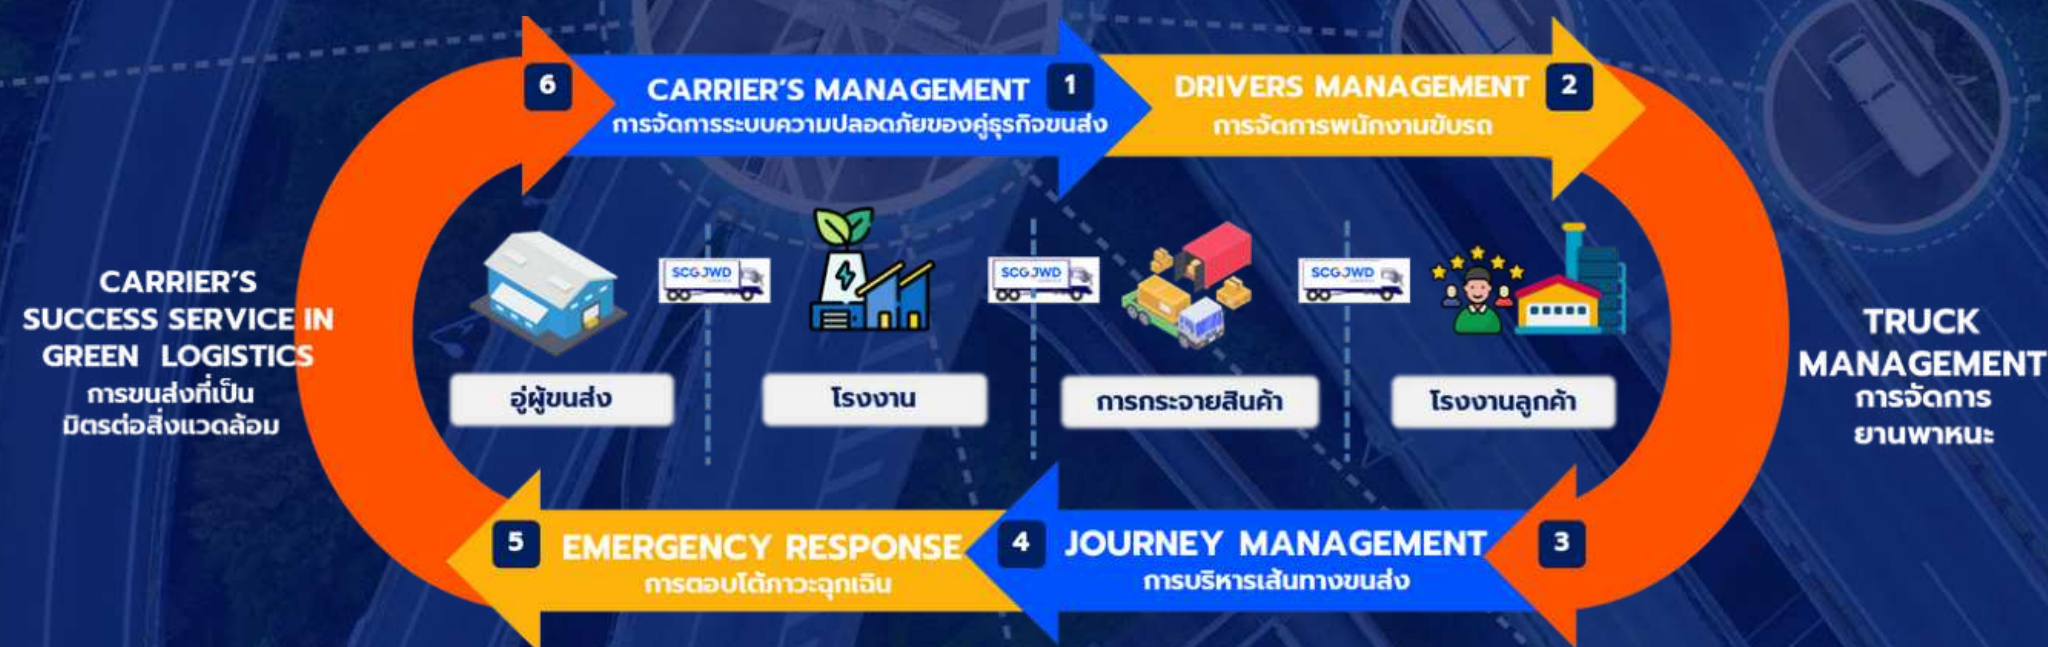 6
CARRIER'S MANAGEMENT
1
การจัดการระบบความปลอดภัยของคู่ธุรกิจขนส่ง
DRIVERS MANAGEMENT
2
การจัดการพนักงานขับรถ
CARRIER'S
SUCCESS SERVICE IN
GREEN LOGISTICS
การขนส่งที่เป็น
มิตรต่อสิ่งแวดล้อม
SCGJWD
SCGJWD
SCGJWD
อู่ผู้ขนส่ง
โรงงาน
การกระจายสินค้า
โรงงานลูกค้า
TRUCK
MANAGEMENT
การจัดการ
ยานพาหนะ
5
EMERGENCY RESPONSE
การตอบโต้ภาวะฉุกเฉิน
4
JOURNEY MANAGEMENT
การบริหารเส้นทางขนส่ง
3